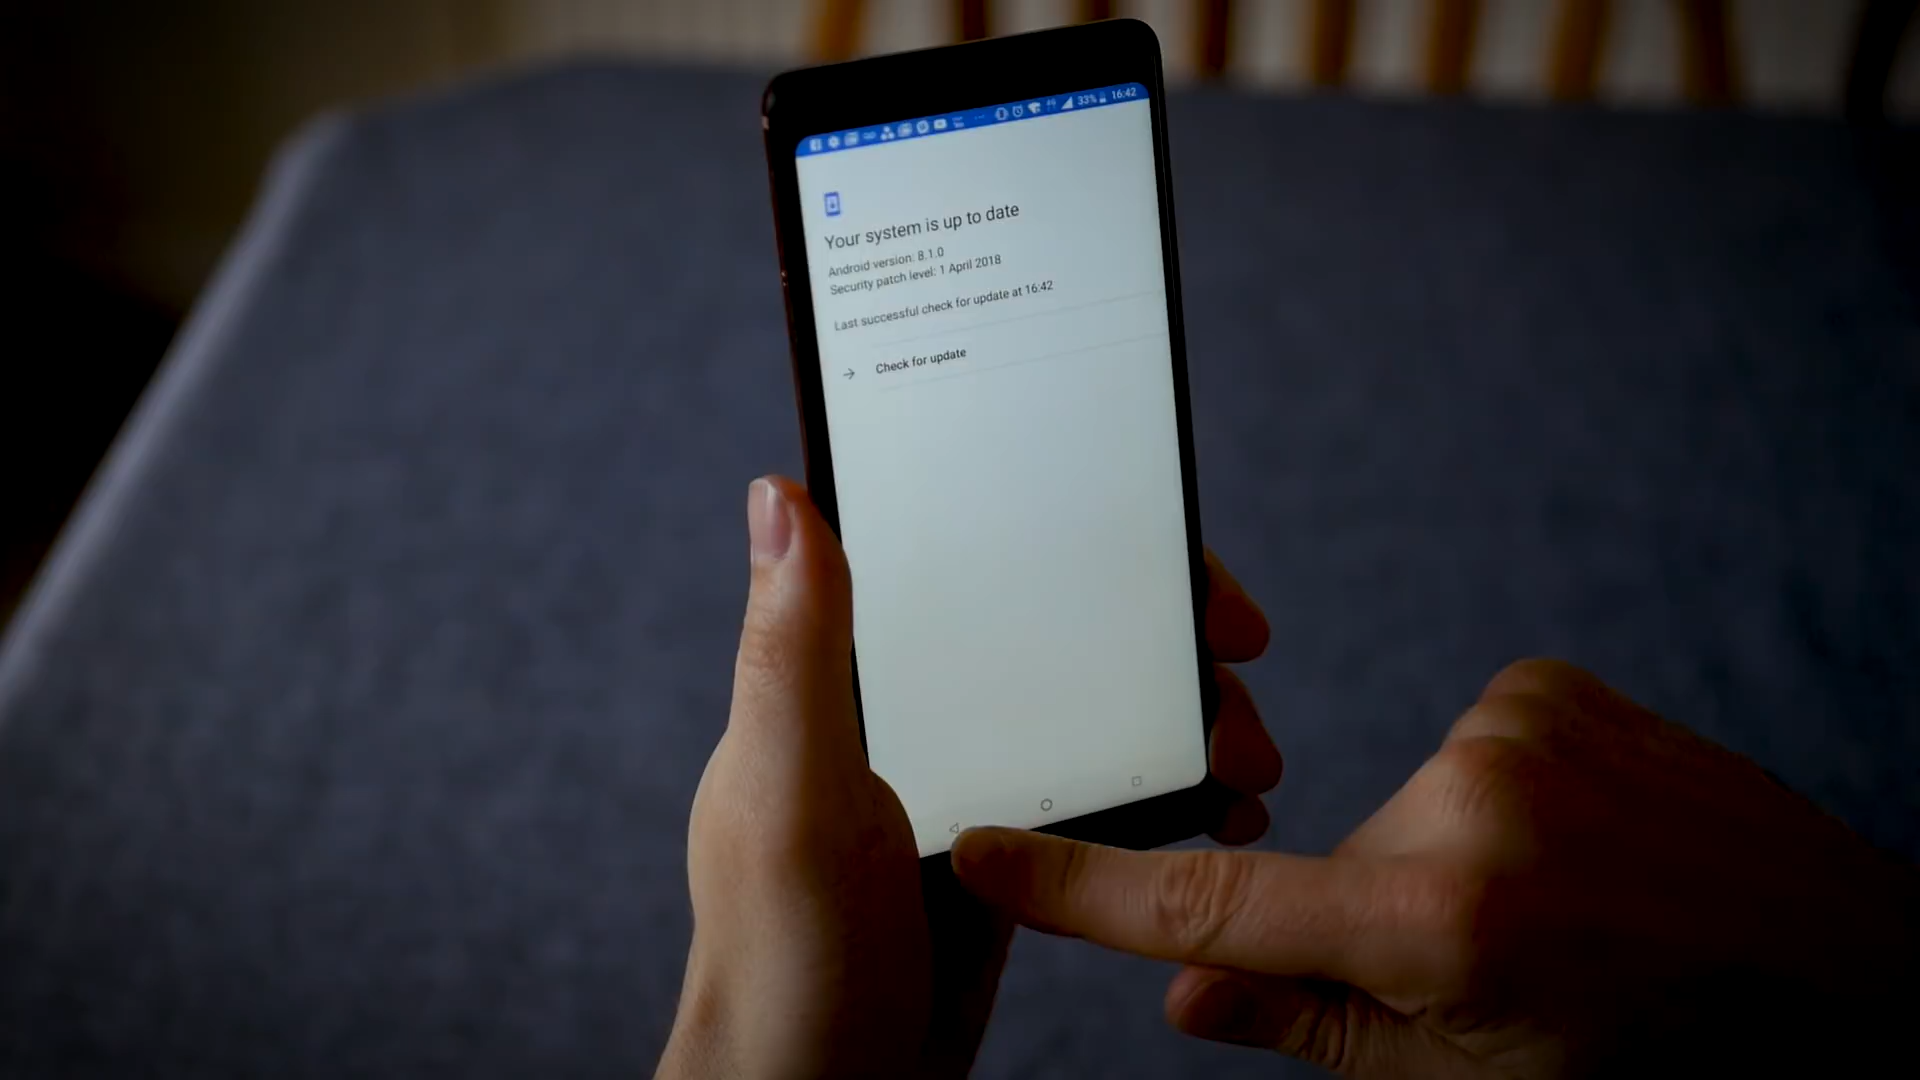 33% 16:42
Your system is up to date
Android version: 8.1.0
Security patch level: 1 April 2018
Last successful check for update at 16:42
Check for update